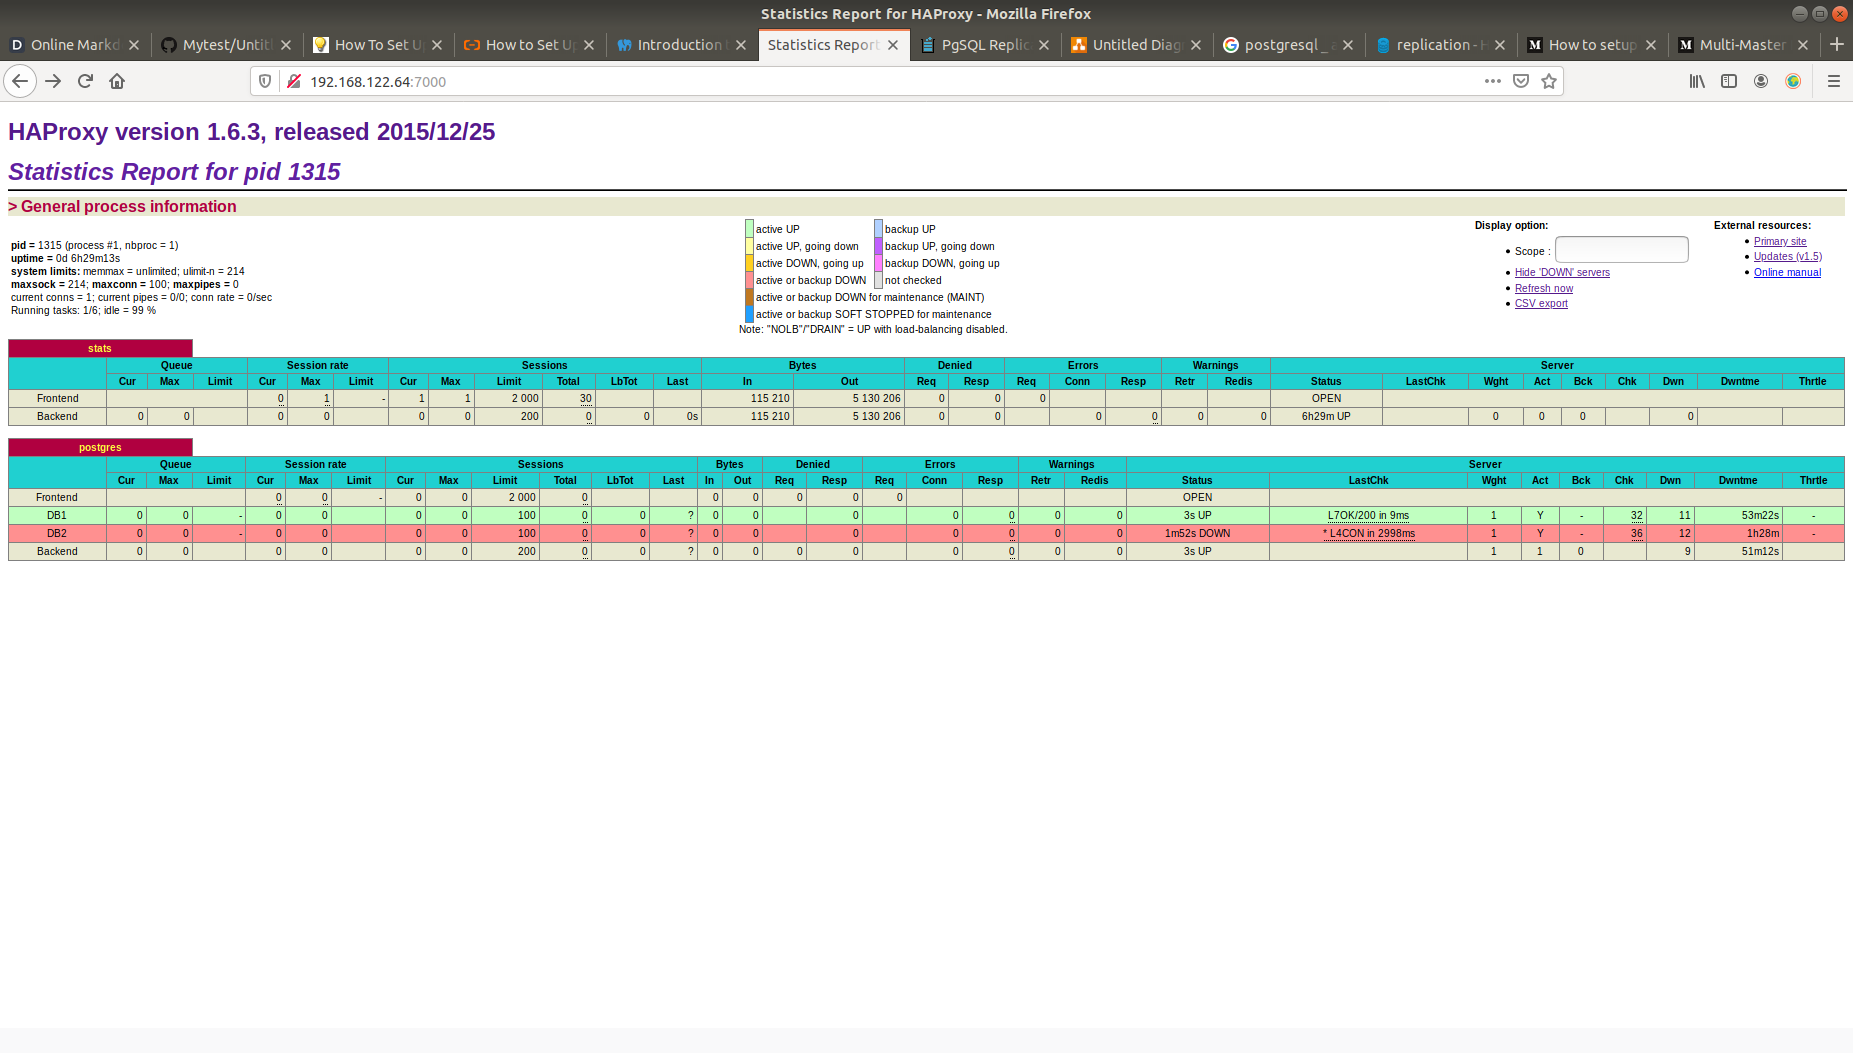 Statistics Report for HAProxy - Mozilla Firefox
Online Markd Mytest/Untitl How To Set U How to Set Up Introduction Statistics Report PgSQL Replic Untitled Diag postgresql_ a replication - H How to setup Multi-Master
192.168.122.64:7000
HAProxy version 1.6.3, released 2015/12/25
Statistics Report for pid 1315
> General process information
pid = 1315 (process #1, nbproc = 1)
uptime = 0d 6h29m13s
system limits: memmax = unlimited; ulimit-n = 214
maxsock = 214; maxconn = 100; maxpipes = 0
current conns = 1; current pipes = 0/0; conn rate = 0/sec
Running tasks: 1/6; idle = 99 %
active UP backup UP
active UP, going down backup UP, going down
active DOWN, going up backup DOWN, going up
active or backup DOWN not checked
active or backup DOWN for maintenance (MAINT)
active or backup SOFT STOPPED for maintenance
Note: "NOLB"/"DRAIN" = UP with load-balancing disabled.
Display option:
• Scope :
• Hide 'DOWN' servers
• Refresh now
• CSV export
External resources:
• Primary site
• Updates (v1.5)
• Online manual
stats
Queue Session rate Sessions Bytes Denied Errors Warnings Server
Cur Max Limit Cur Max Limit Cur Max Limit Total LbTot Last In Out Req Resp Req Conn Resp Retr Redis Status LastChk Wght Act Bck Chk Dwn Dwntme Thrtle
Frontend 0 1 - 1 1 2 000 30 115 210 5 130 206 0 0 0 OPEN
Backend 0 0 0 0 0 0 200 0 0 0s 115 210 5 130 206 0 0 0 0 0 0 6h29m UP 0 0 0 0
postgres
Queue Session rate Sessions Bytes Denied Errors Warnings Server
Cur Max Limit Cur Max Limit Cur Max Limit Total LbTot Last In Out Req Resp Req Conn Resp Retr Redis Status LastChk Wght Act Bck Chk Dwn Dwntme Thrtle
Frontend 0 0 - 0 0 2 000 0 0 0 0 0 0 OPEN
DB1 0 0 - 0 0 0 0 100 0 0 ? 0 0 0 0 0 0 0 3s UP L7OK/200 in 9ms 1 Y - 32 11 53m22s -
DB2 0 0 - 0 0 0 0 100 0 0 ? 0 0 0 0 0 0 0 1m52s DOWN * L4CON in 2998ms 1 Y - 36 12 1h28m -
Backend 0 0 0 0 0 0 200 0 0 ? 0 0 0 0 0 0 0 0 3s UP 1 1 0 9 51m12s